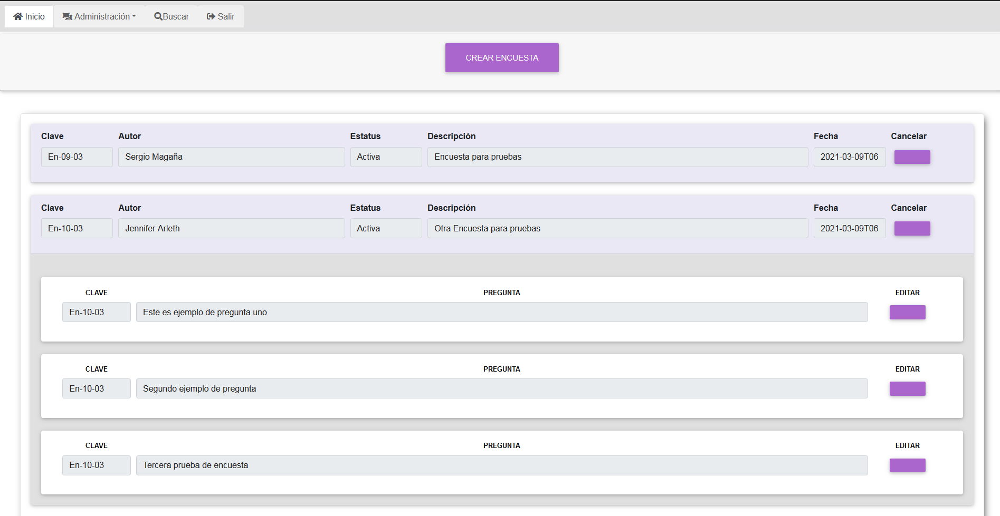 Inicio Administración Buscar Salir
CREAR ENCUESTA
Clave Autor Estatus Descripción Fecha Cancelar
En-09-03 Sergio Magaña Activa Encuesta para pruebas 2021-03-09T06
Clave Autor Estatus Descripción Fecha Cancelar
En-10-03 Jennifer Arleth Activa Otra Encuesta para pruebas 2021-03-09T06
CLAVE PREGUNTA EDITAR
En-10-03 Este es ejemplo de pregunta uno
CLAVE PREGUNTA EDITAR
En-10-03 Segundo ejemplo de pregunta
CLAVE PREGUNTA EDITAR
En-10-03 Tercera prueba de encuesta